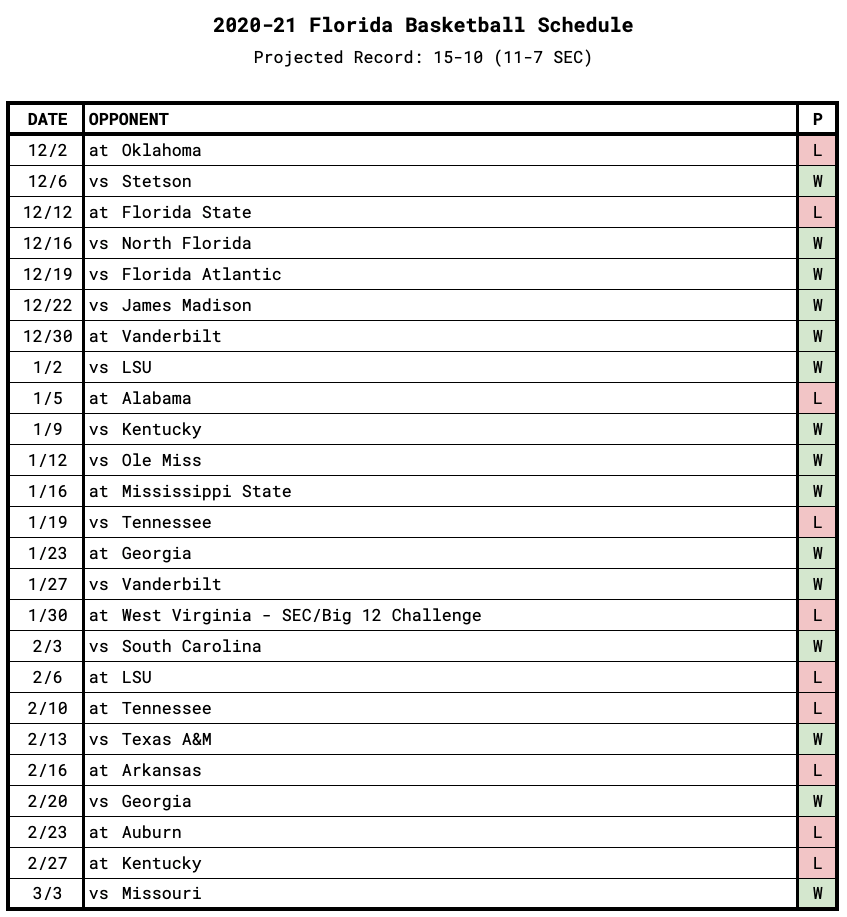 2020-21 Florida Basketball Schedule
Projected Record: 15-10 (11-7 SEC)
DATE OPPONENT P
12/2 at Oklahoma L
12/6 vs Stetson W
12/12 at Florida State L
12/16 vs North Florida W
12/19 vs Florida Atlantic W
12/22 vs James Madison W
12/30 at Vanderbilt W
1/2 vs LSU W
1/5 at Alabama L
1/9 vs Kentucky W
1/12 vs Ole Miss W
1/16 at Mississippi State W
1/19 vs Tennessee L
1/23 at Georgia W
1/27 vs Vanderbilt W
1/30 at West Virginia - SEC/Big 12 Challenge L
2/3 vs South Carolina W
2/6 at LSU L
2/10 at Tennessee L
2/13 vs Texas A&M W
2/16 at Arkansas L
2/20 vs Georgia W
2/23 at Auburn L
2/27 at Kentucky L
3/3 vs Missouri W